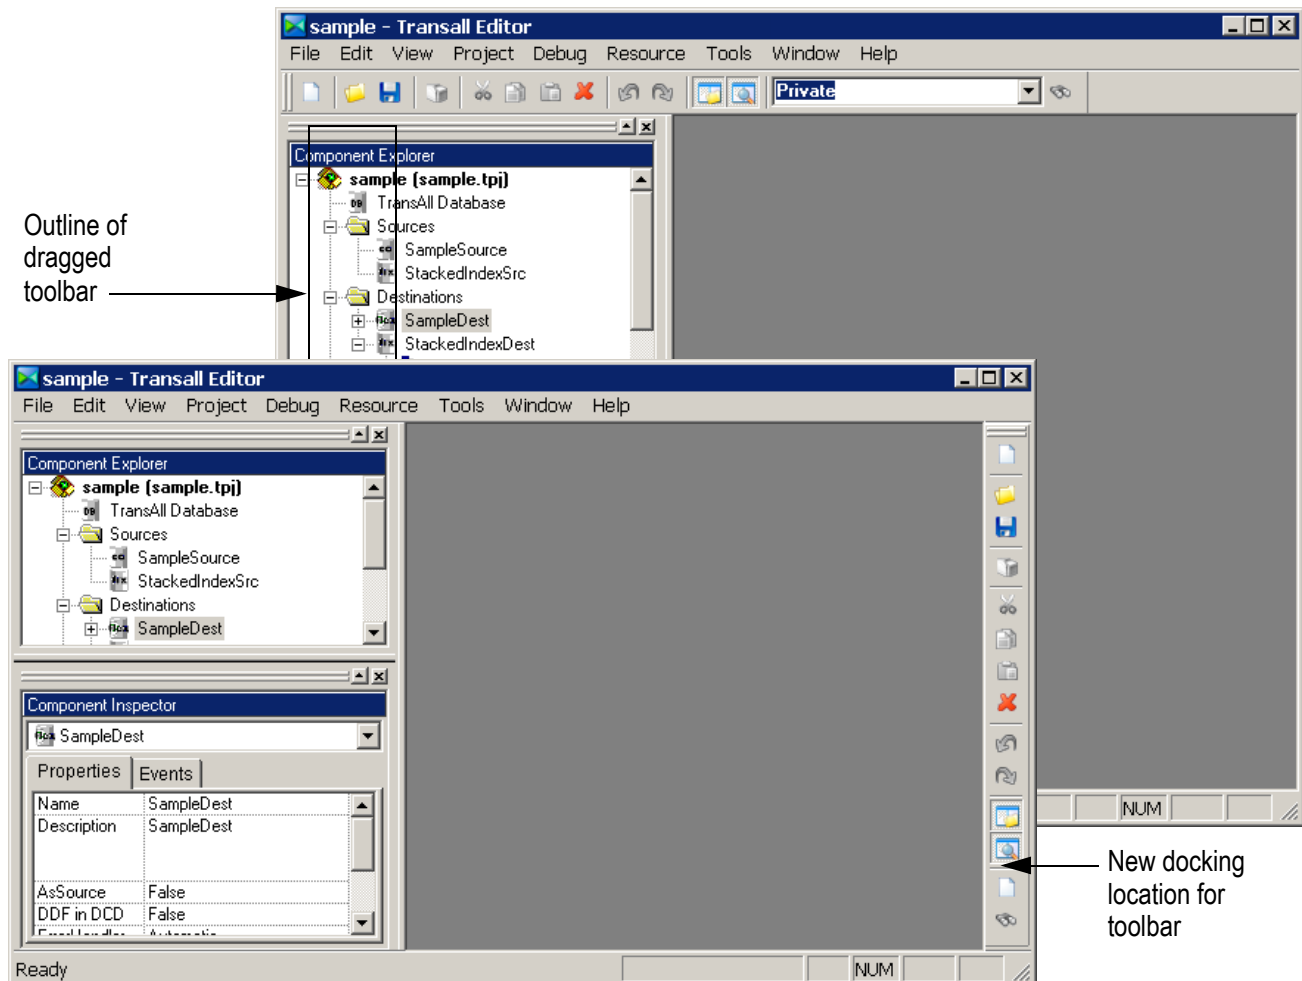 sample - Transall Editor
File Edit View Project Debug Resource Tools Window Help
Private
Component Explorer
sample (sample.tpj)
DB TransAll Database
Sources
SampleSource
StackedIndexSrc
Destinations
SampleDest
StackedIndexDest
Outline of
dragged
toolbar
sample - Transall Editor
File Edit View Project Debug Resource Tools Window Help
Component Explorer
sample (sample.tpj)
DB TransAll Database
Sources
SampleSource
StackedIndexSrc
Destinations
SampleDest
Component Inspector
SampleDest
Properties Events
Name SampleDest
Description SampleDest
AsSource False
DDF in DCD False
Ready NUM
NUM
New docking
location for
toolbar